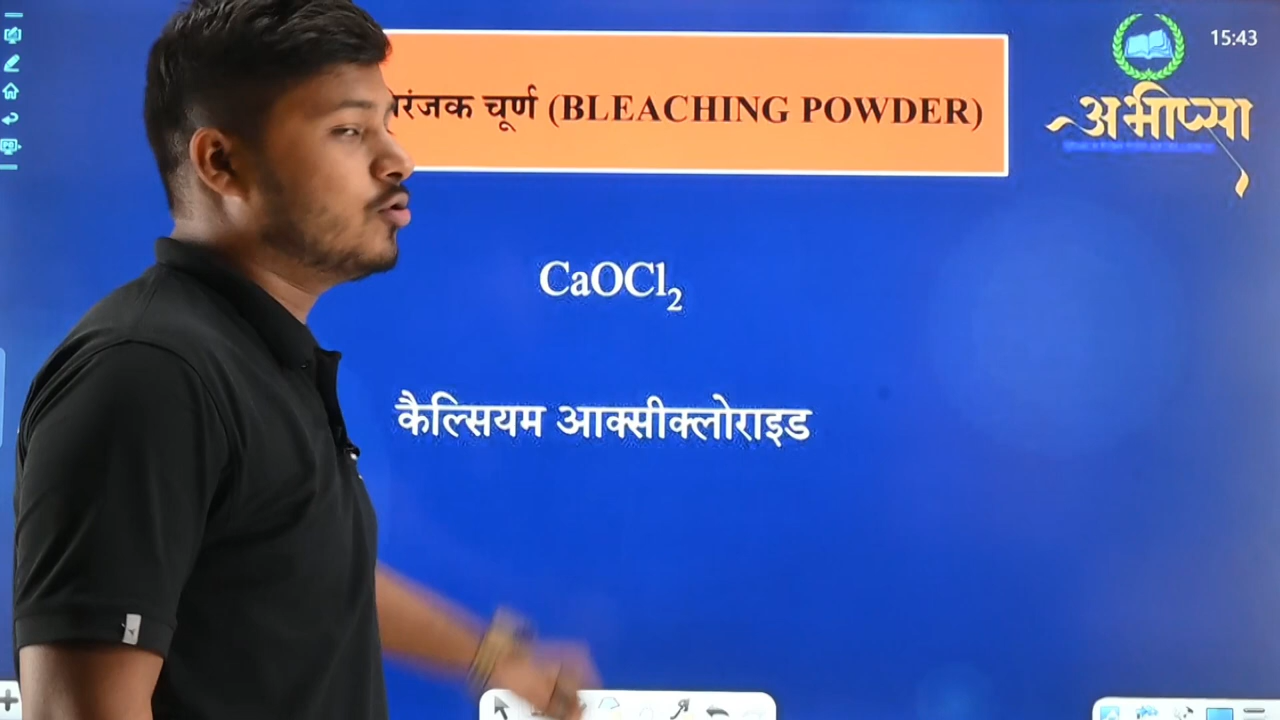 रंजक चूर्ण (BLEACHING POWDER)
15:43
अभीप्सा
CaOCl₂
कैल्सियम आक्सीक्लोराइड